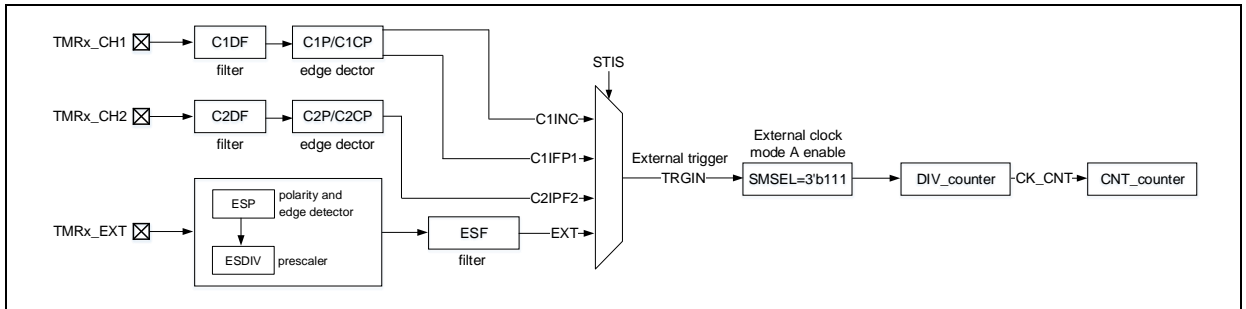 TMRx_CH1
C1DF
filter
C1P/C1CP
edge dector
STIS
TMRx_CH2
C2DF
filter
C2P/C2CP
edge dector
C1INC
C1IFP1
C2IPF2
EXT
External trigger
TRGIN
External clock
mode A enable
SMSEL=3'b111
DIV_counter
CK_CNT
CNT_counter
TMRx_EXT
ESP
polarity and
edge detector
ESDIV
prescaler
ESF
filter